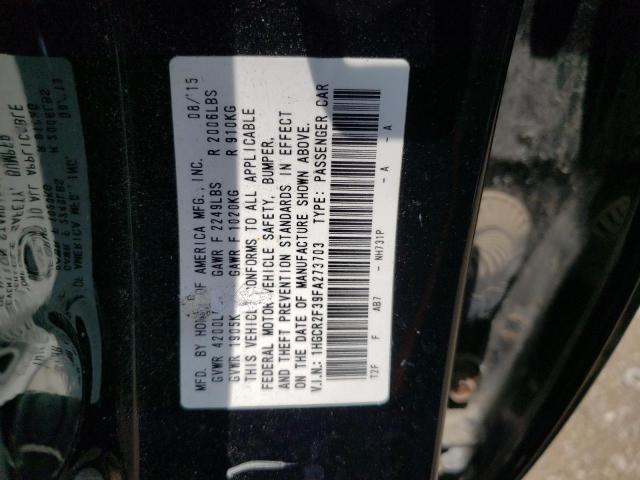 MFD. BY HONDA OF AMERICA MFG., INC. 08/'15
GVWR 4200LBS GAWR F 2249LBS R 2006LBS
GVWR 1905KG GAWR F 1020KG R 910KG
THIS VEHICLE CONFORMS TO ALL APPLICABLE
FEDERAL MOTOR VEHICLE SAFETY, BUMPER,
AND THEFT PREVENTION STANDARDS IN EFFECT
ON THE DATE OF MANUFACTURE SHOWN ABOVE.
V.I.N.: 1HGCR2F39FA273703 TYPE: PASSENGER CAR
T2F F AB7 - NH731P - A - A